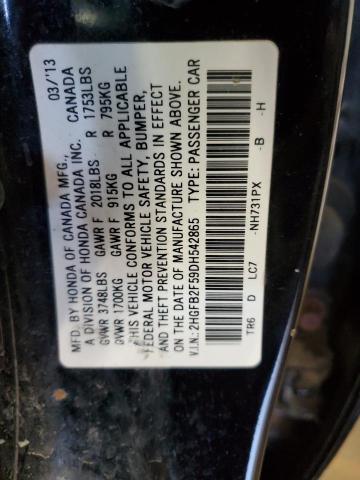 MFD. BY HONDA OF CANADA MFG., 03/'13
A DIVISION OF HONDA CANADA INC. CANADA
GVWR 3748LBS GAWR F 2018LBS R 1753LBS
GVWR 1700KG GAWR F 915KG R 795KG
THIS VEHICLE CONFORMS TO ALL APPLICABLE
FEDERAL MOTOR VEHICLE SAFETY, BUMPER,
AND THEFT PREVENTION STANDARDS IN EFFECT
ON THE DATE OF MANUFACTURE SHOWN ABOVE.
V.I.N.: 2HGFB2F59DH542865 TYPE: PASSENGER CAR
TR6 D LC7 -NH731PX -B -H